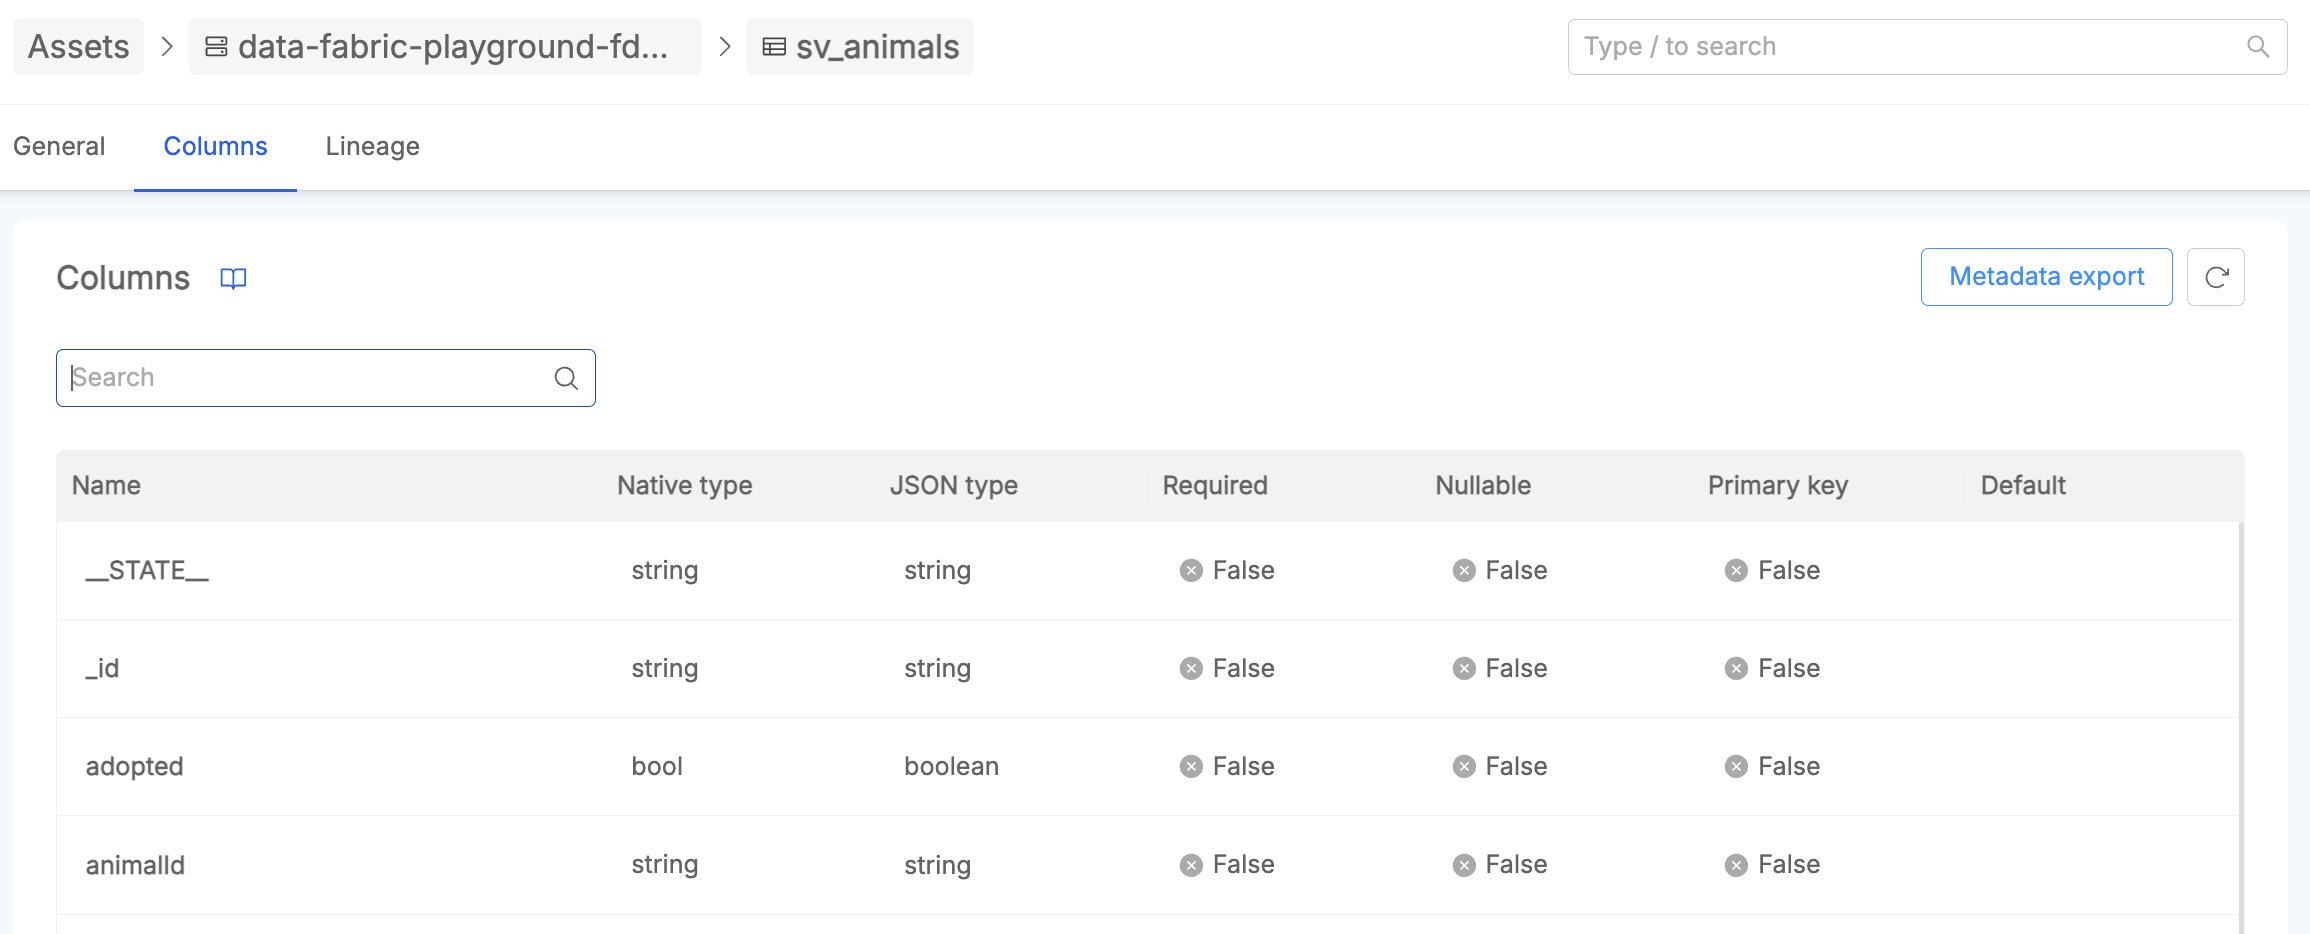 Assets > data-fabric-playground-fd... > sv_animals
Type / to search
General Columns Lineage
Columns
Metadata export
Search
Name Native type JSON type Required Nullable Primary key Default
__STATE__ string string False False False
_id string string False False False
adopted bool boolean False False False
animalId string string False False False